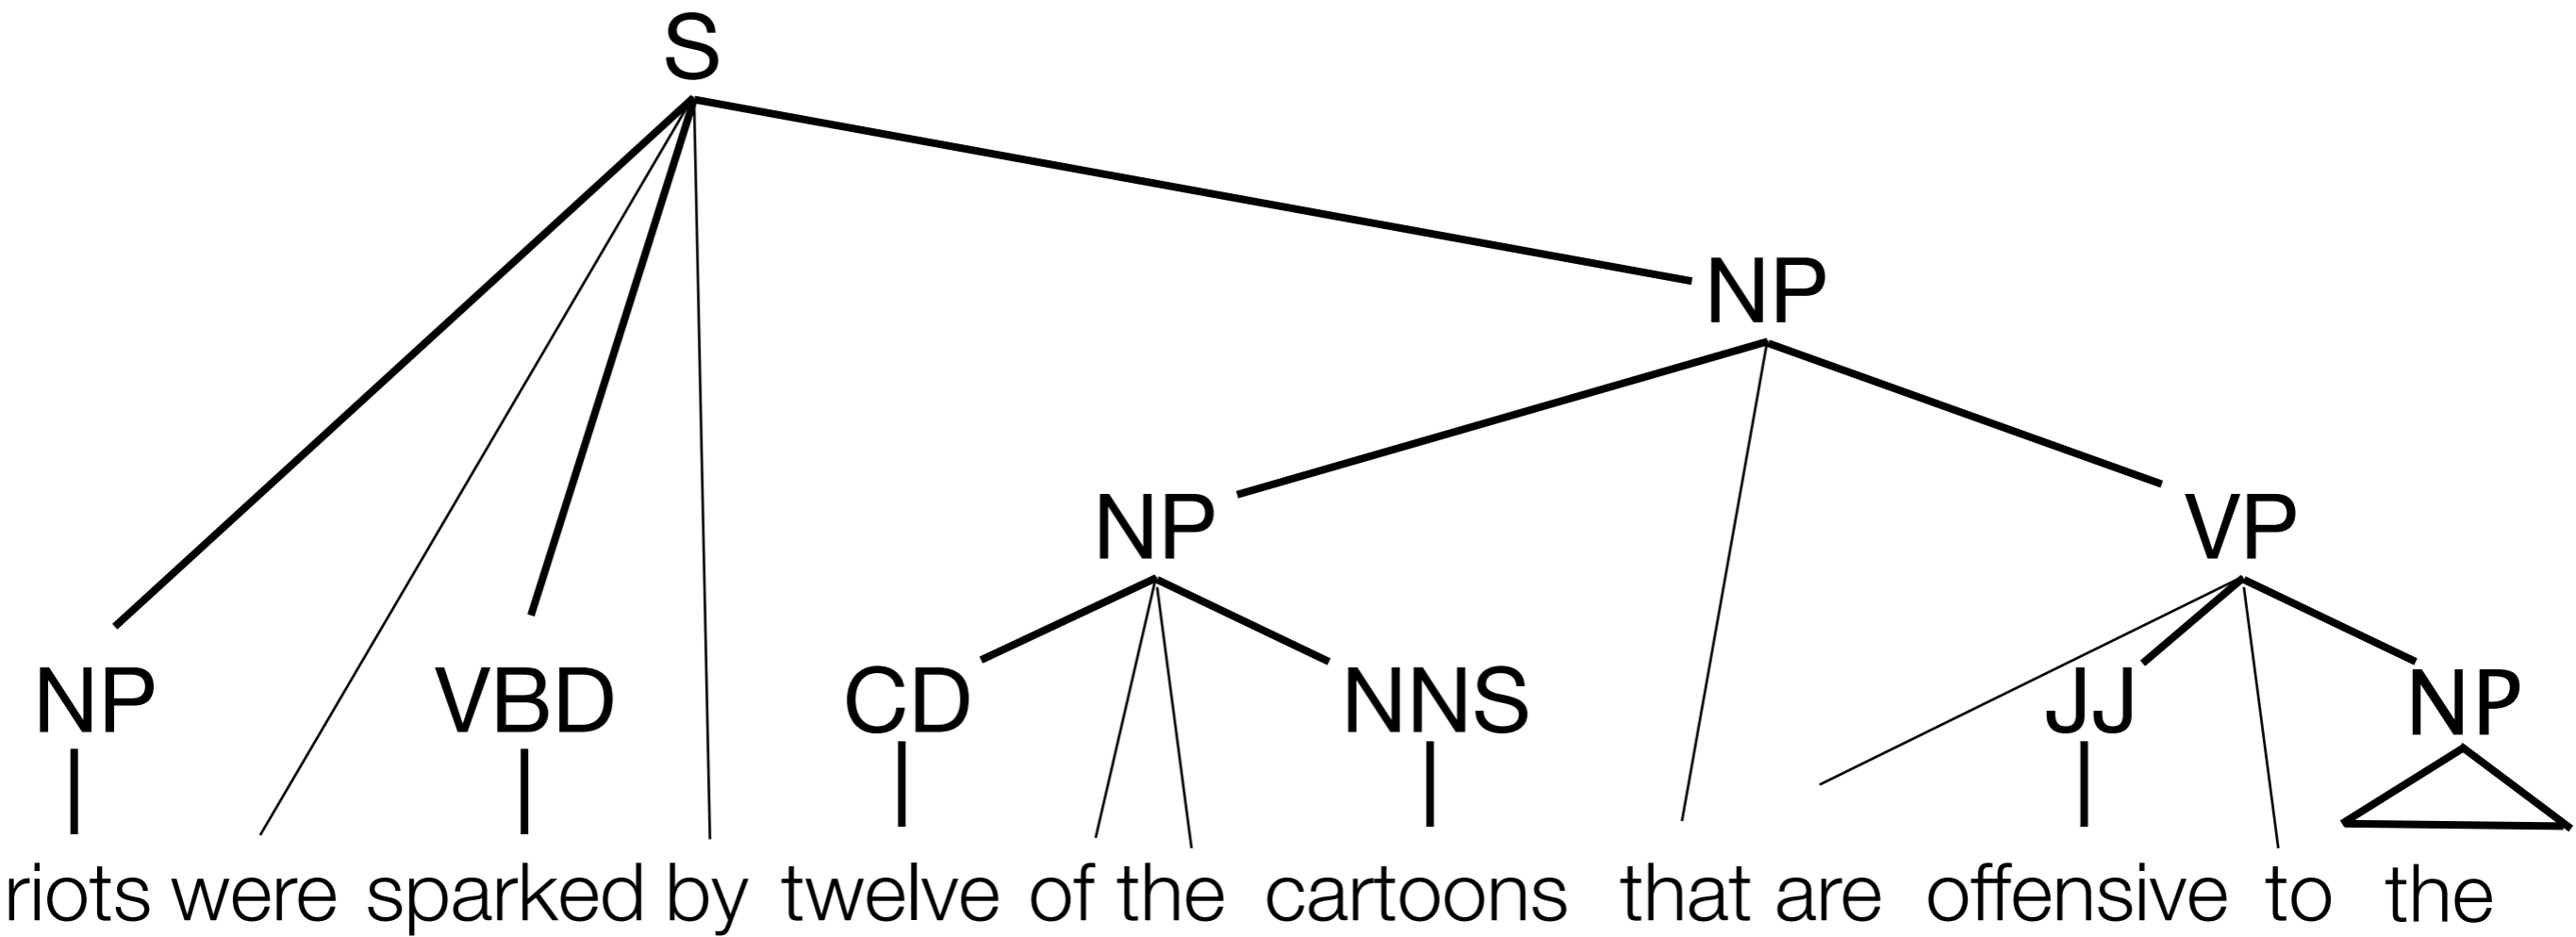 S
NP
NP
VP
NP VBD CD NNS JJ NP
riots were sparked by twelve of the cartoons that are offensive to the